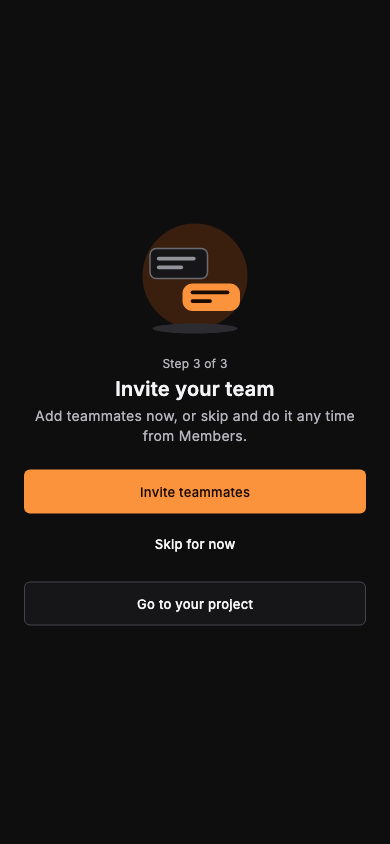 Step 3 of 3
Invite your team
Add teammates now, or skip and do it any time
from Members.
Invite teammates
Skip for now
Go to your project